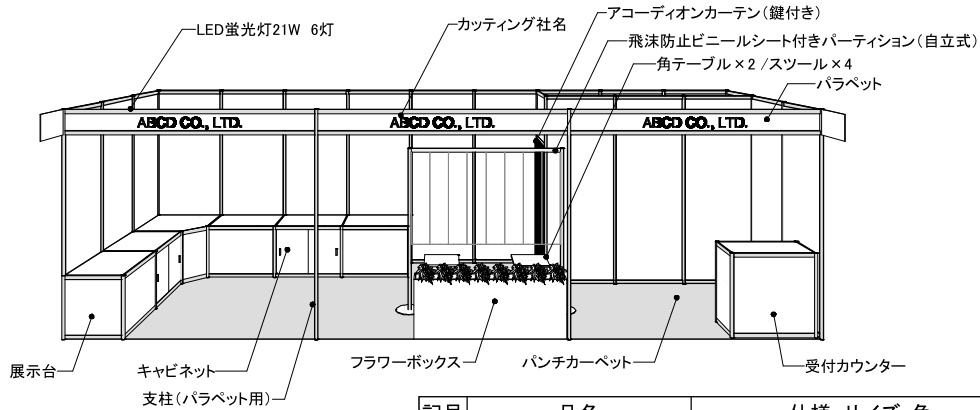 アコーディオンカーテン(鍵付き)
LED蛍光灯21W 6灯
カッティング社名
飛沫防止ビニールシート付きパーティション(自立式)
角テーブル×2 /スツール×4
パラペット
ABCD CO., LTD.
ABCD CO., LTD.
ABCD CO., LTD.
展示台
キャビネット
フラワーボックス
パンチカーペット
受付カウンター
支柱(パラペット用)
記号 品名 仕様・サイズ・色